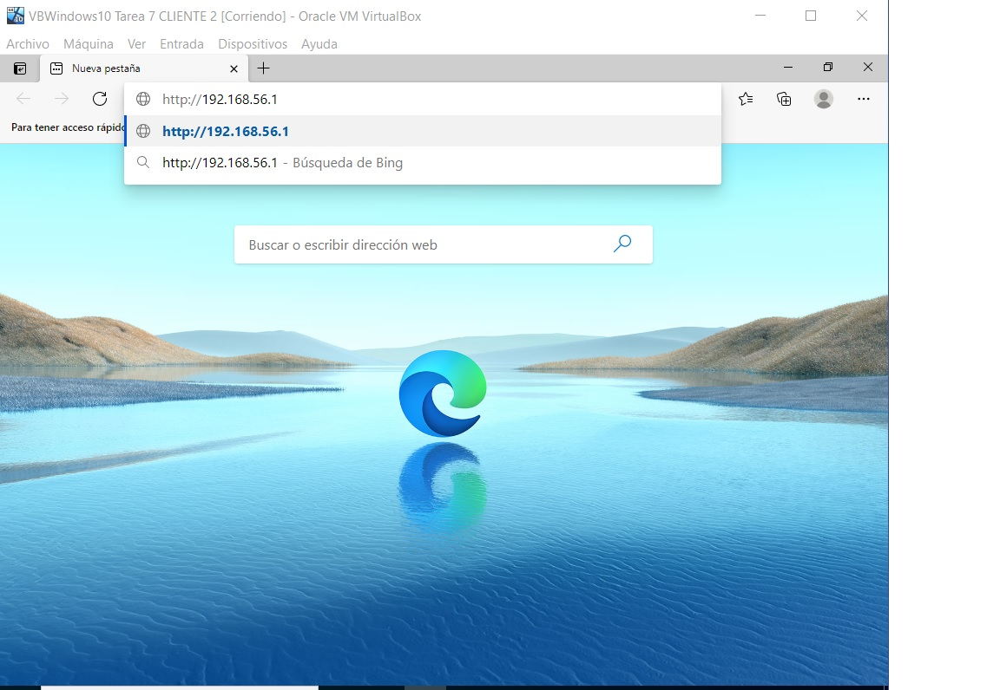 VBWindows10 Tarea 7 CLIENTE 2 [Corriendo] - Oracle VM VirtualBox
Archivo Máquina Ver Entrada Dispositivos Ayuda
Nueva pestaña
http://192.168.56.1
Para tener acceso rápido
http://192.168.56.1
http://192.168.56.1 - Búsqueda de Bing
Buscar o escribir dirección web